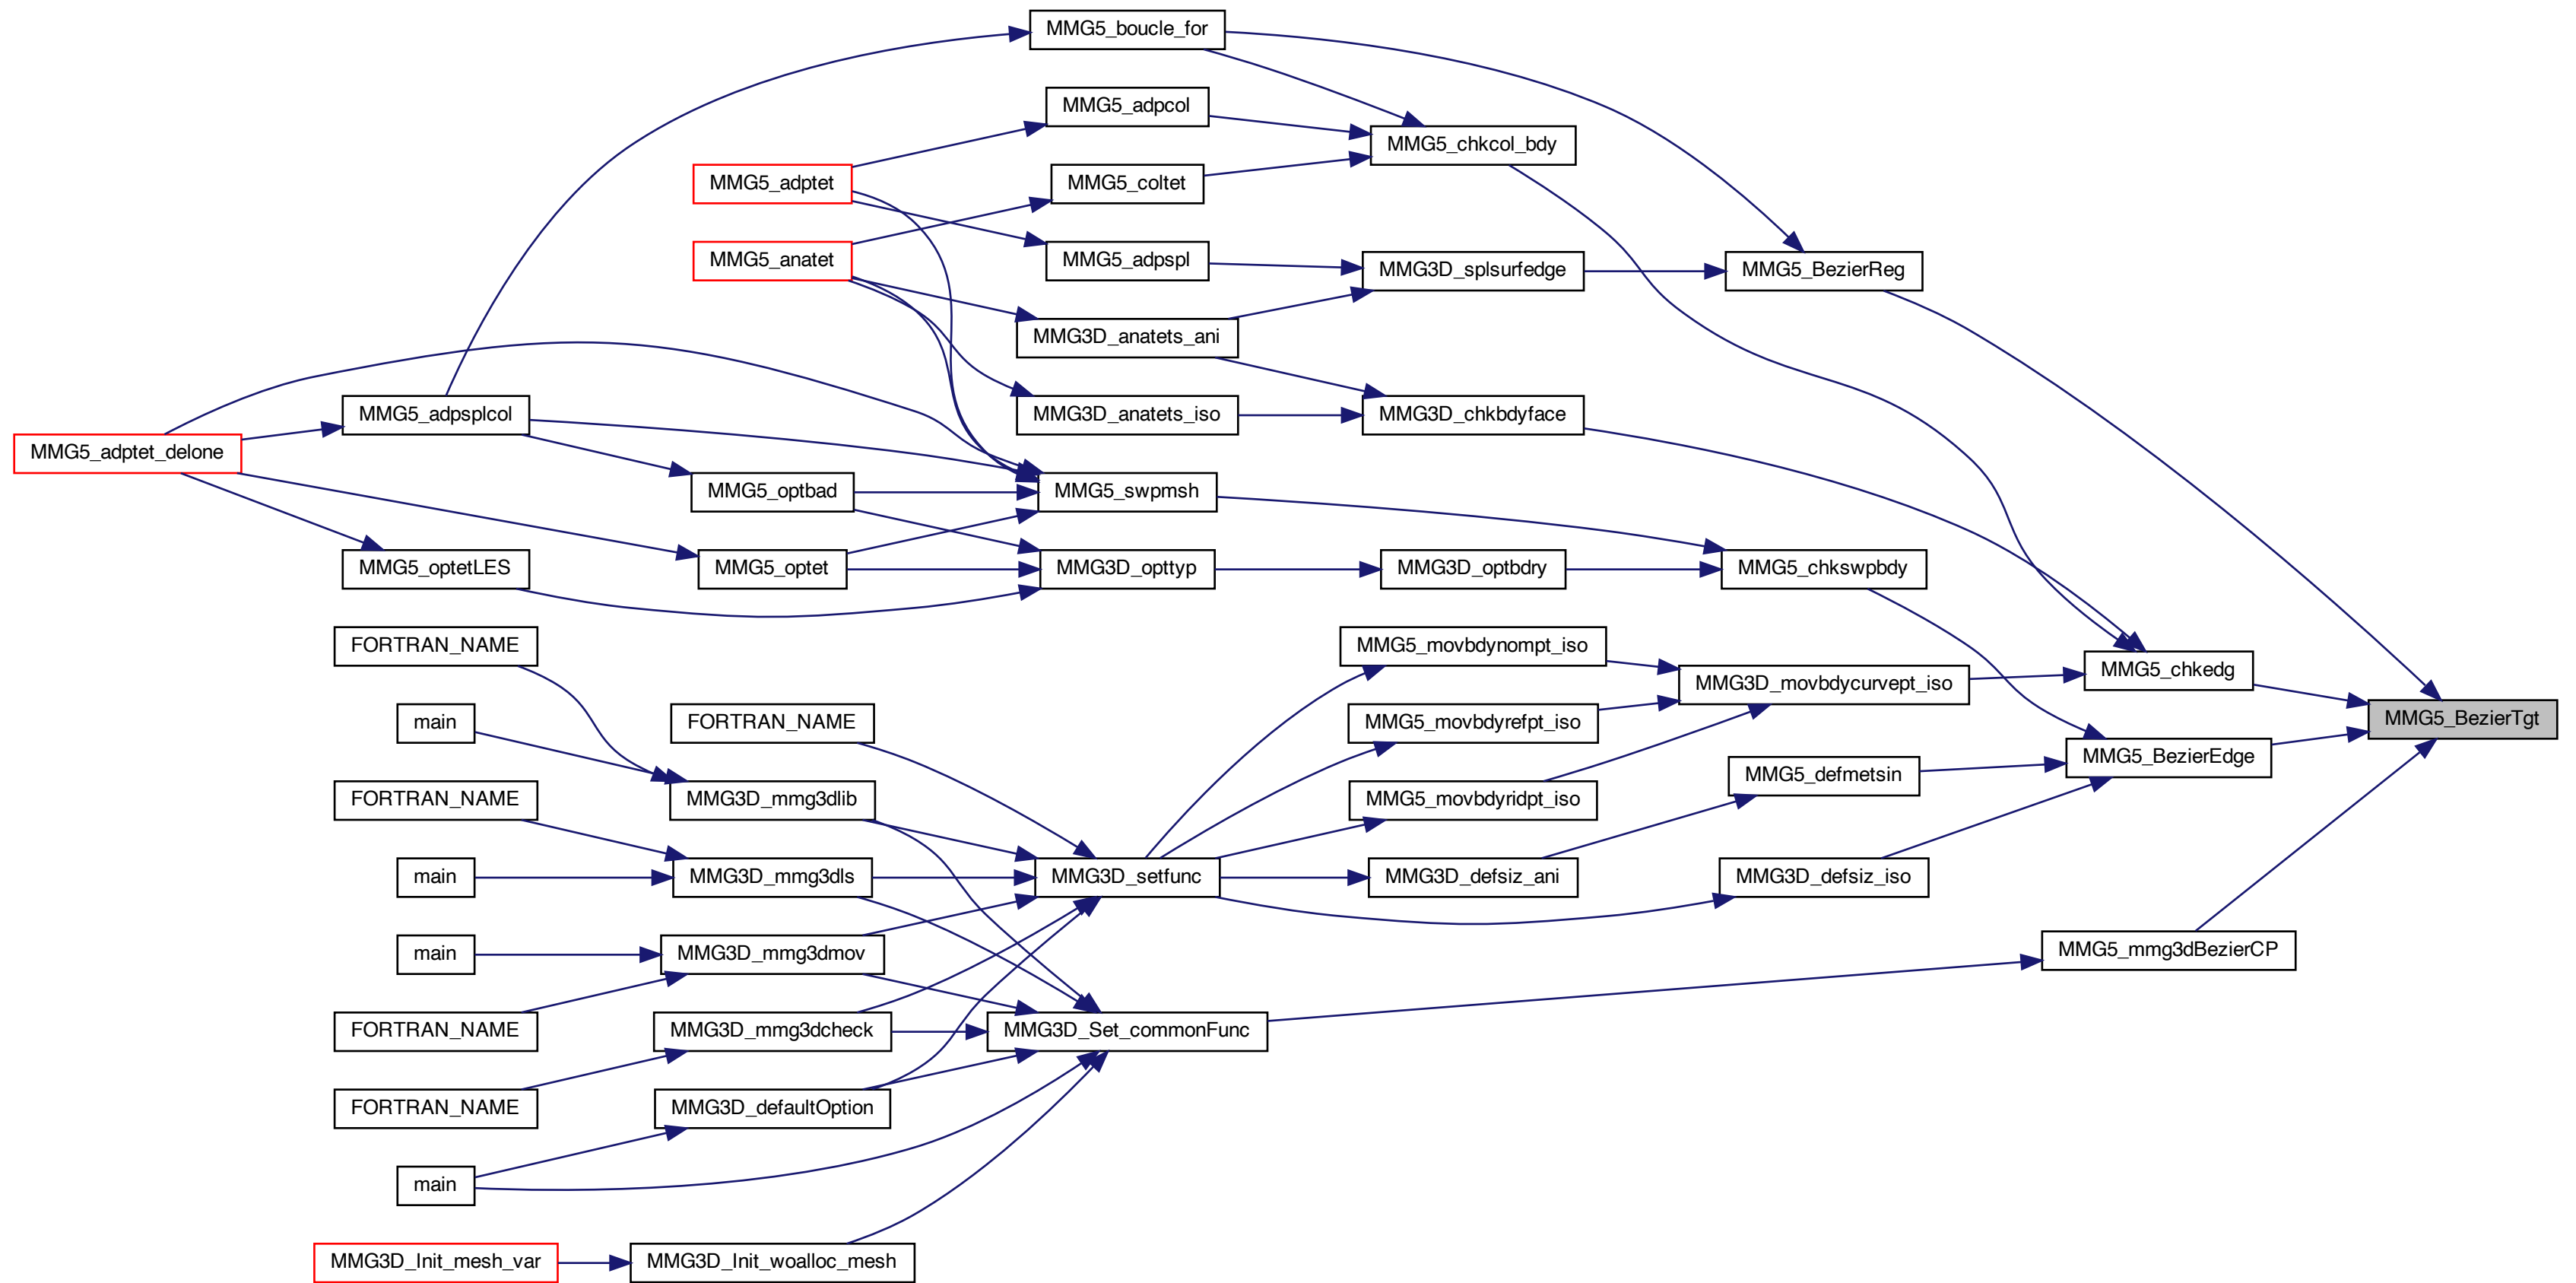 MMG5_boucle_for
MMG5_adpcol
MMG5_chkcol_bdy
MMG5_adptet
MMG5_coltet
MMG5_anatet
MMG5_adpspl
MMG3D_splsurfedge
MMG5_BezierReg
MMG3D_anatets_ani
MMG5_adpsplcol
MMG3D_anatets_iso
MMG3D_chkbdyface
MMG5_adptet_delone
MMG5_optbad
MMG5_swpmsh
MMG5_optetLES
MMG5_optet
MMG3D_opttyp
MMG3D_optbdry
MMG5_chkswpbdy
FORTRAN_NAME
MMG5_movbdynompt_iso
MMG5_chkedg
MMG3D_movbdycurvept_iso
main
FORTRAN_NAME
MMG5_movbdyrefpt_iso
MMG5_BezierTgt
MMG5_BezierEdge
MMG5_defmetsin
FORTRAN_NAME
MMG3D_mmg3dlib
MMG5_movbdyridpt_iso
main
MMG3D_mmg3dls
MMG3D_setfunc
MMG3D_defsiz_ani
MMG3D_defsiz_iso
main
MMG3D_mmg3dmov
MMG5_mmg3dBezierCP
FORTRAN_NAME
MMG3D_mmg3dcheck
MMG3D_Set_commonFunc
FORTRAN_NAME
MMG3D_defaultOption
main
MMG3D_Init_mesh_var
MMG3D_Init_woalloc_mesh